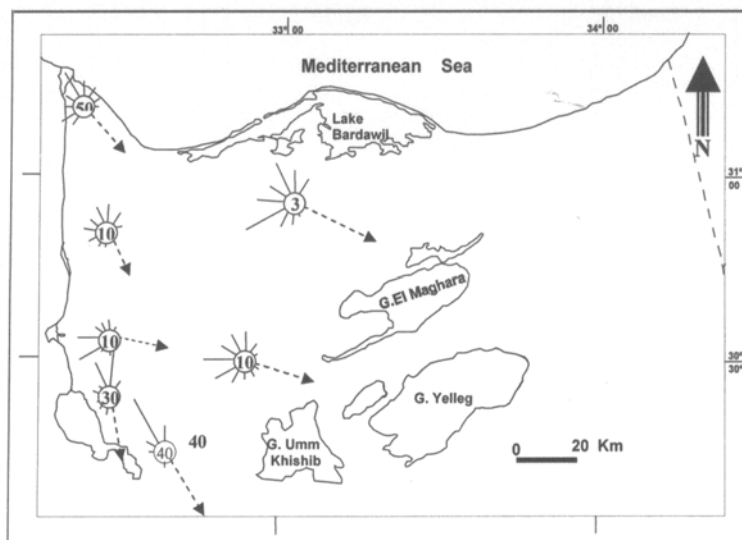 33° 00
34° 00
Mediterranean Sea
50
Lake
Bardawil
N
31°
00
3
10
G.El Maghara
10
10
30°
30
30
G. Yelleg
40
40
G. Umm
Khishib
0 20 Km